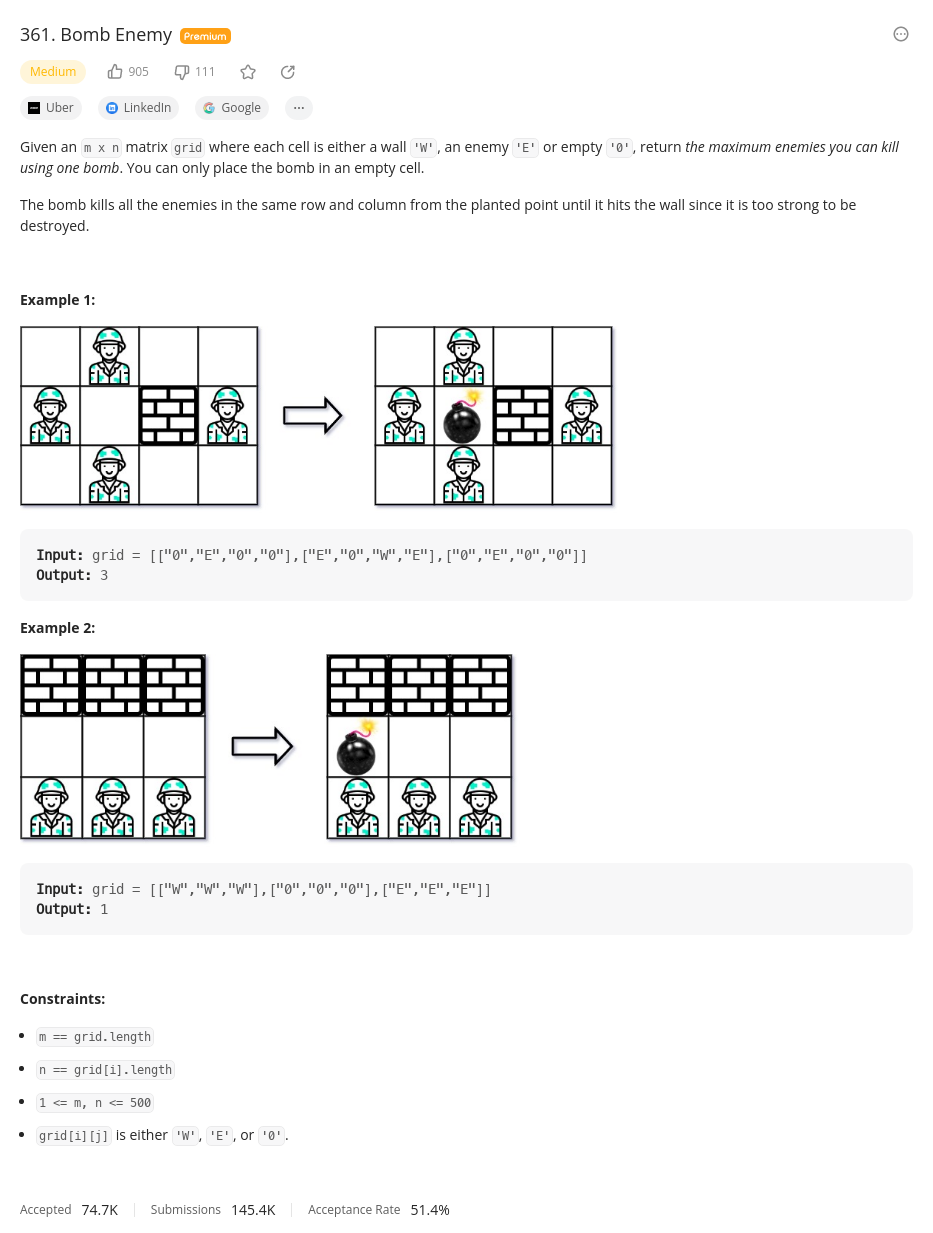 361. Bomb Enemy Premium
Medium 905 111
Uber LinkedIn Google ...
Given an m x n matrix grid where each cell is either a wall 'W', an enemy 'E' or empty '0', return the maximum enemies you can kill
using one bomb. You can only place the bomb in an empty cell.
The bomb kills all the enemies in the same row and column from the planted point until it hits the wall since it is too strong to be
destroyed.
Example 1:
Input: grid = [["0","E","0","0"],["E","0","W","E"],["0","E","0","0"]]
Output: 3
Example 2:
Input: grid = [["W","W","W"],["0","0","0"],["E","E","E"]]
Output: 1
Constraints:
• m == grid.length
• n == grid[i].length
• 1 <= m, n <= 500
• grid[i][j] is either 'W', 'E', or '0'.
Accepted 74.7K Submissions 145.4K Acceptance Rate 51.4%